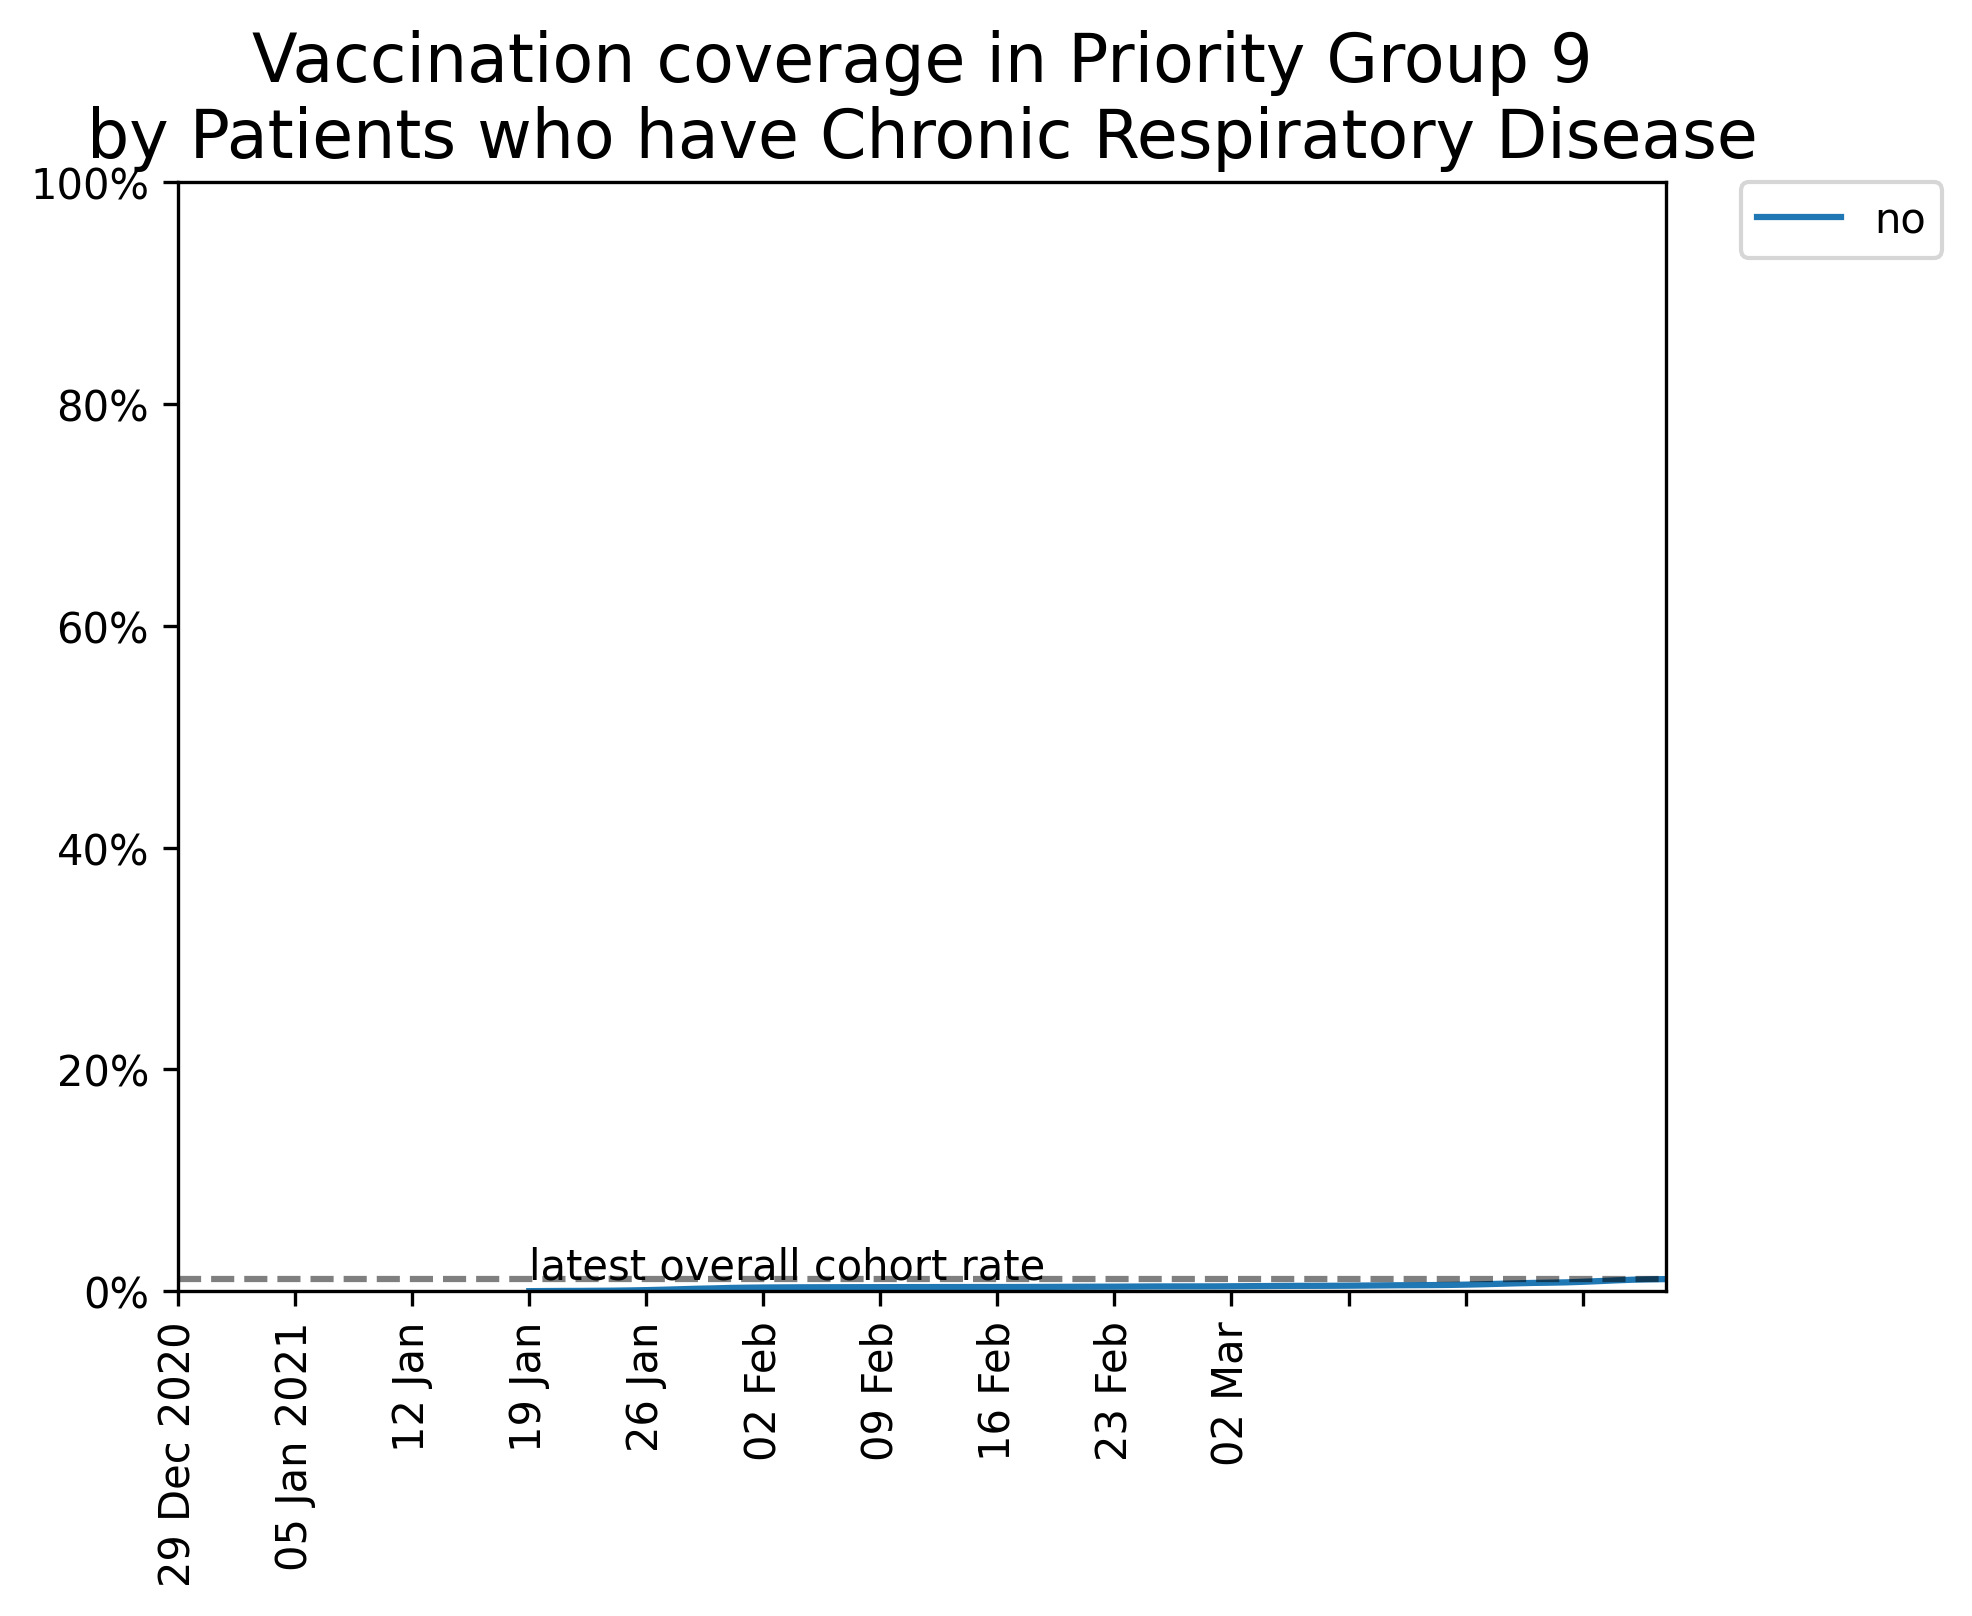 Vaccination coverage in Priority Group 9
by Patients who have Chronic Respiratory Disease
100%
80%
60%
40%
20%
0%
no
latest overall cohort rate
29 Dec 2020
05 Jan 2021
12 Jan
19 Jan
26 Jan
02 Feb
09 Feb
16 Feb
23 Feb
02 Mar